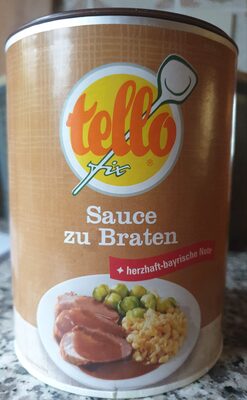 tello
fix
®
Sauce
zu Braten
+ herzhaft-bayrische Note